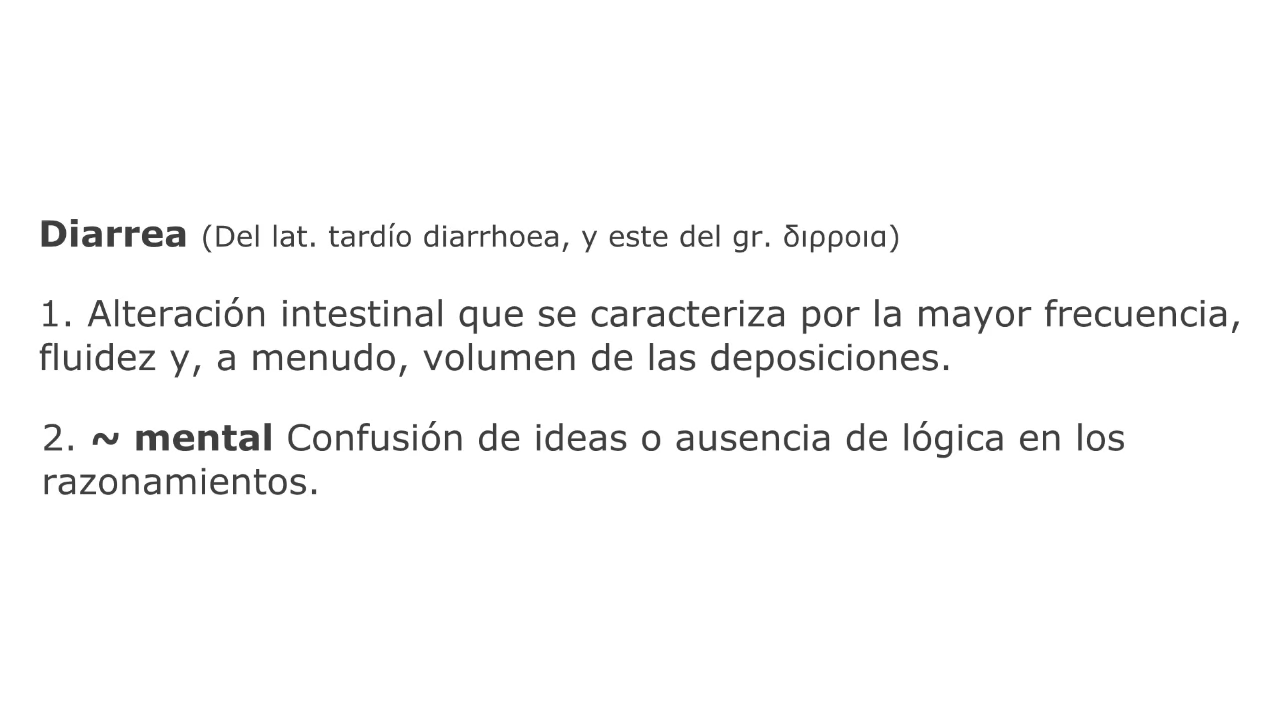 Diarrea (Del lat. tardío diarrhoea, y este del gr. διρροια)
1. Alteración intestinal que se caracteriza por la mayor frecuencia,
fluidez y, a menudo, volumen de las deposiciones.
2. ~ mental Confusión de ideas o ausencia de lógica en los
razonamientos.